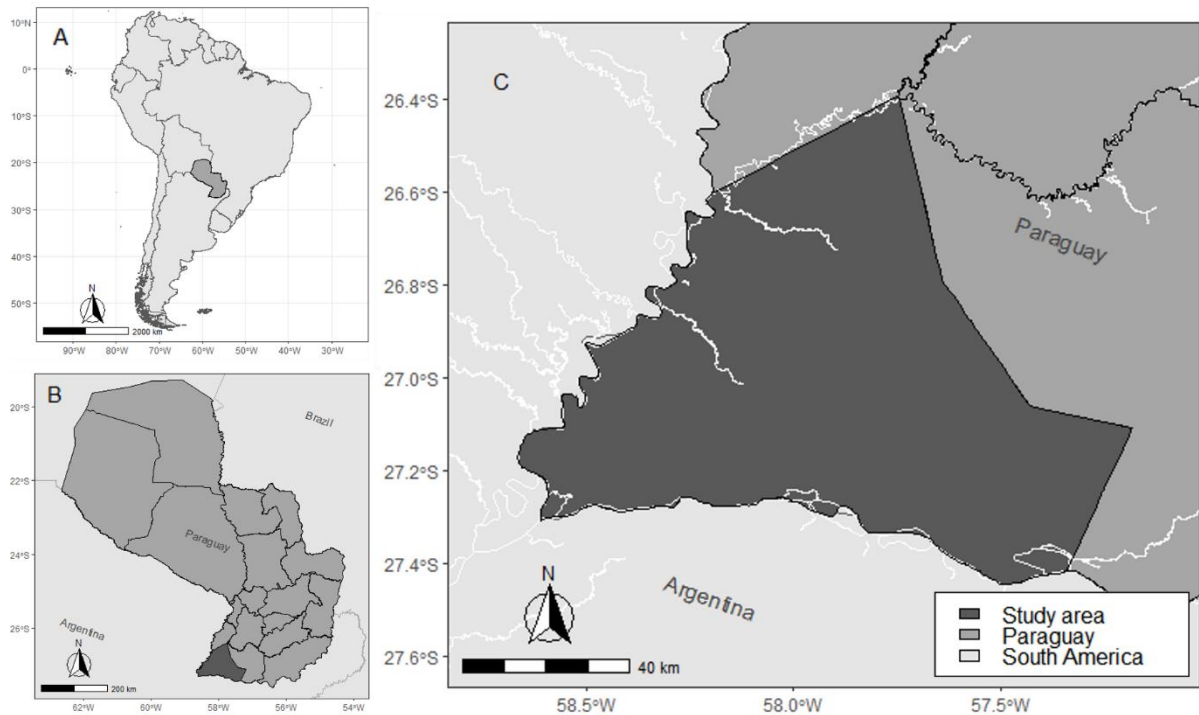 A
10°N
0°
10°S
20°S
30°S
40°S
50°S
N
2000 km
90°W 80°W 70°W 60°W 50°W 40°W 30°W
B
20°S
22°S
24°S
26°S
Brazil
Paraguay
Argentina
N
200 km
62°W 60°W 58°W 56°W 54°W
C
26.4°S
26.6°S
26.8°S
27.0°S
27.2°S
27.4°S
27.6°S
Paraguay
Argentina
N
40 km
Study area
Paraguay
South America
58.5°W 58.0°W 57.5°W